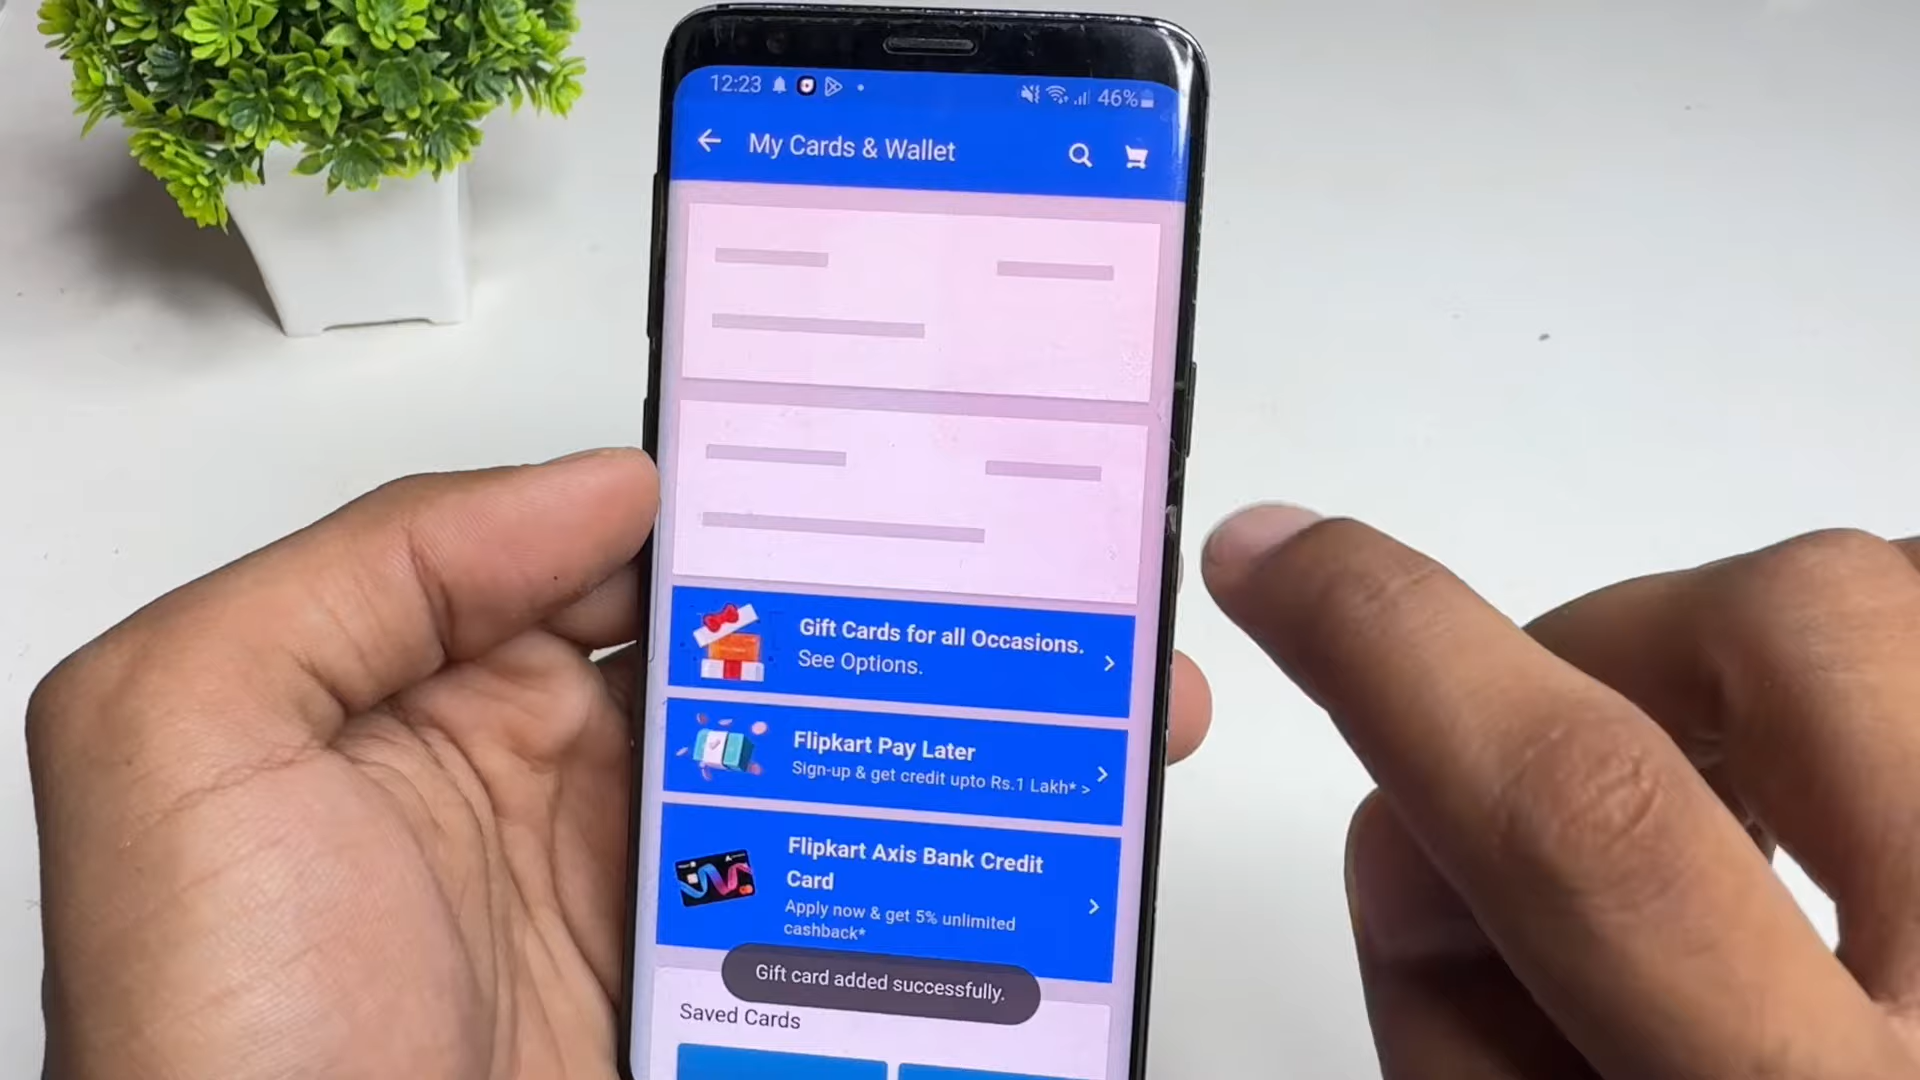 12:23
46%
My Cards & Wallet
Gift Cards for all Occasions.
See Options.
Flipkart Pay Later
Sign-up & get credit upto Rs.1 Lakh* >
Flipkart Axis Bank Credit
Card
Apply now & get 5% unlimited
cashback*
Gift card added successfully.
Saved Cards